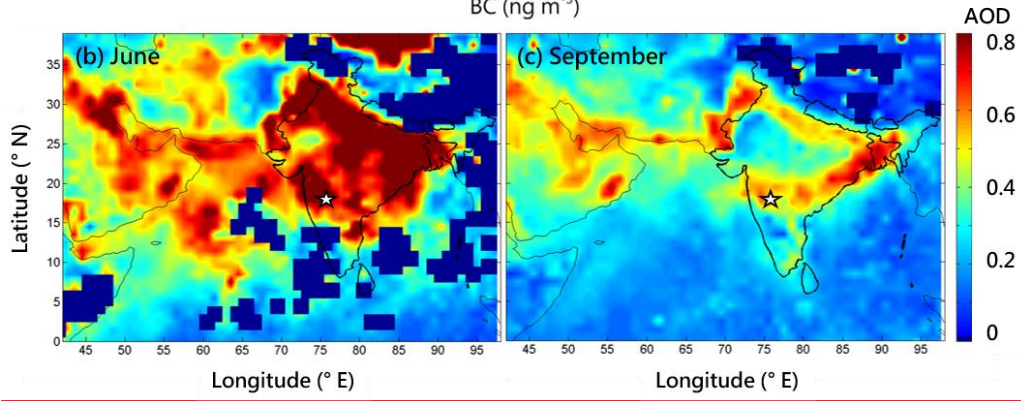 BC (ng m⁻³)
AOD
(b) June
(c) September
0.8
0.6
0.4
0.2
0
Latitude (° N)
35
30
25
20
15
10
5
0
45 50 55 60 65 70 75 80 85 90 95
45 50 55 60 65 70 75 80 85 90 95
Longitude (° E)
Longitude (° E)